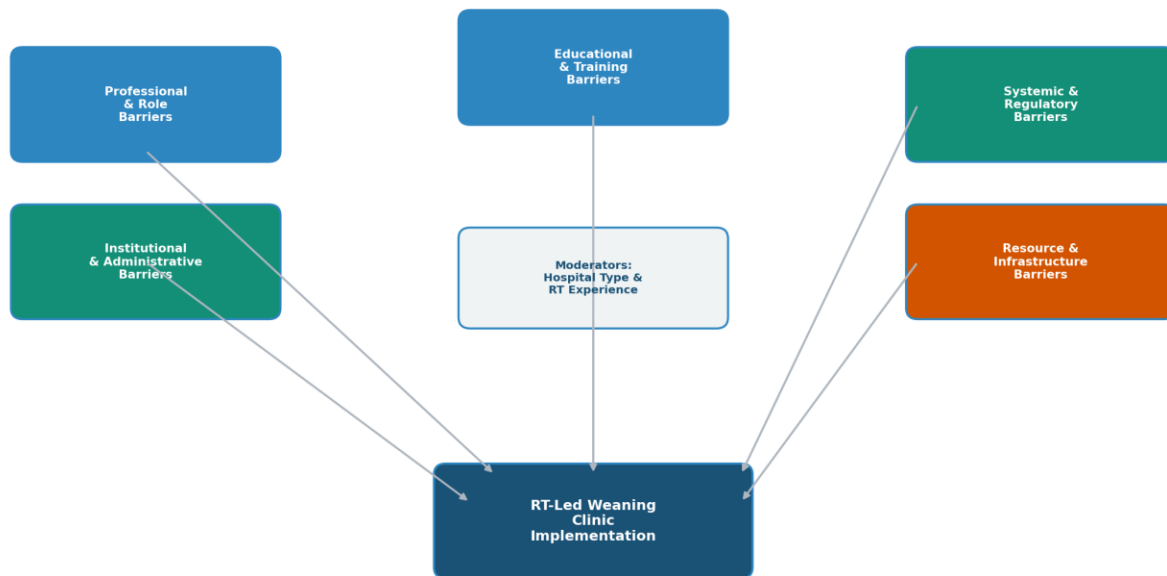 Professional
& Role
Barriers
Educational
& Training
Barriers
Systemic &
Regulatory
Barriers
Institutional
& Administrative
Barriers
Moderators:
Hospital Type &
RT Experience
Resource &
Infrastructure
Barriers
RT-Led Weaning
Clinic
Implementation